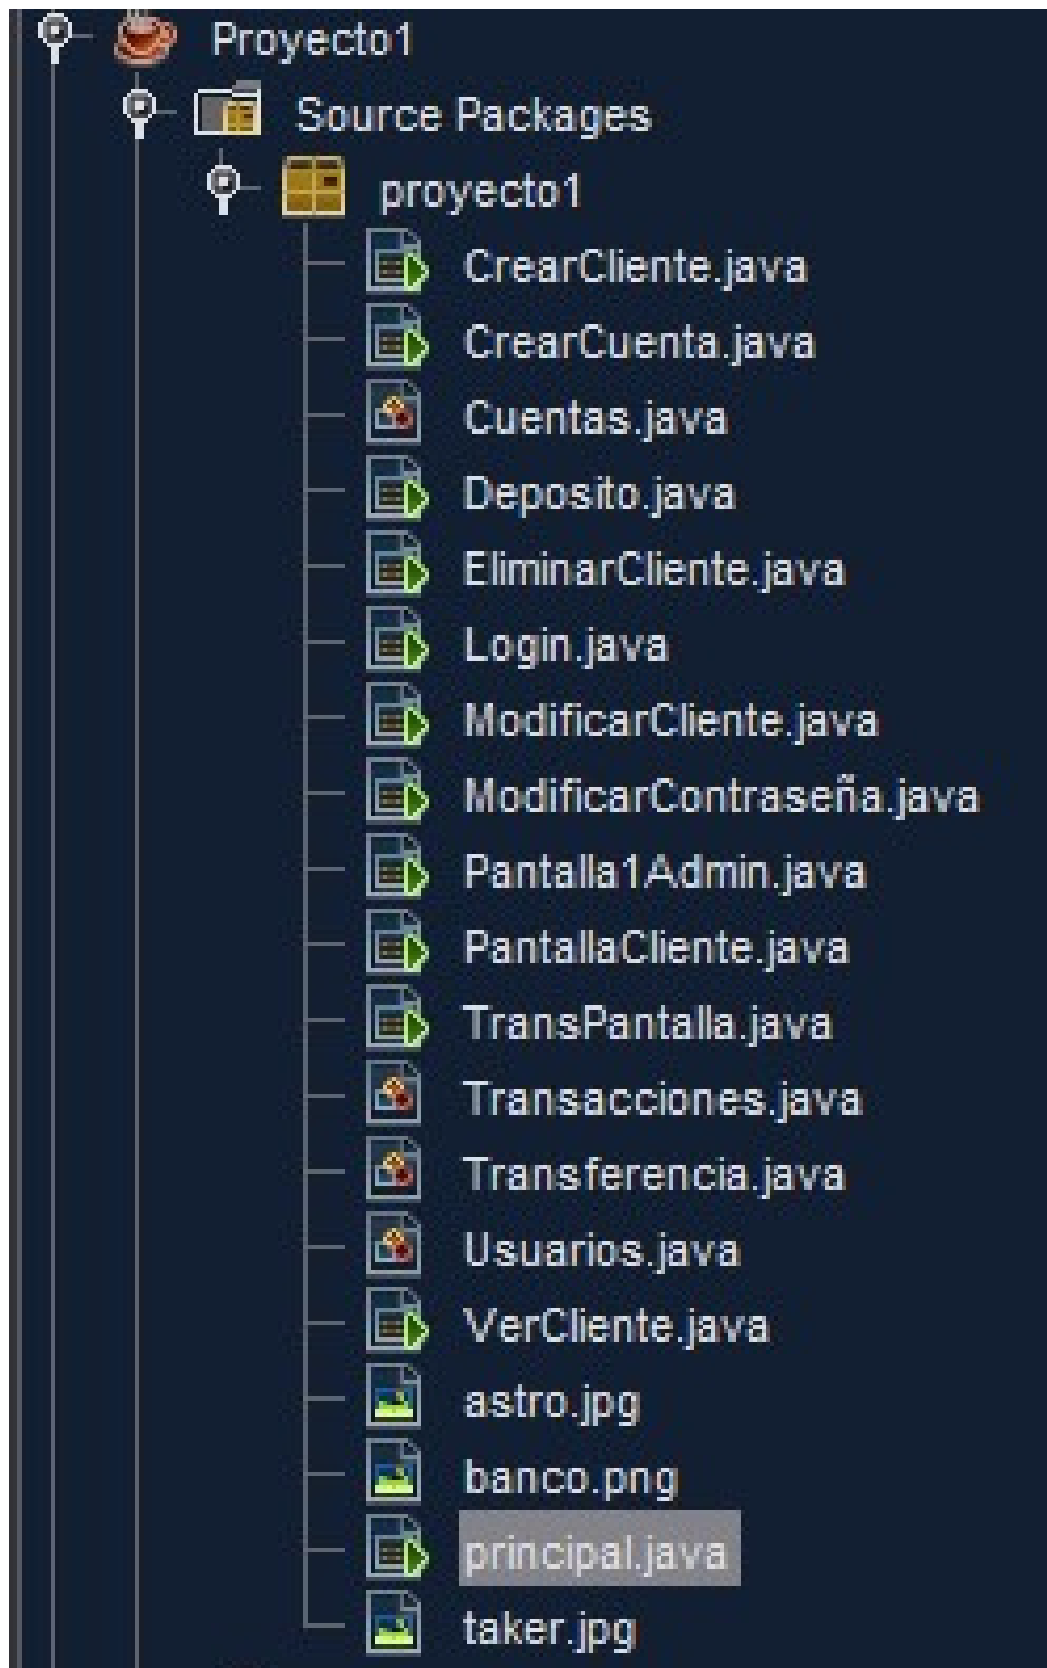 Proyecto1
Source Packages
proyecto1
CrearCliente.java
CrearCuenta.java
Cuentas.java
Deposito.java
EliminarCliente.java
Login.java
ModificarCliente.java
ModificarContraseña.java
Pantalla1Admin.java
PantallaCliente.java
TransPantalla.java
Transacciones.java
Transferencia.java
Usuarios.java
VerCliente.java
astro.jpg
banco.png
principal.java
taker.jpg